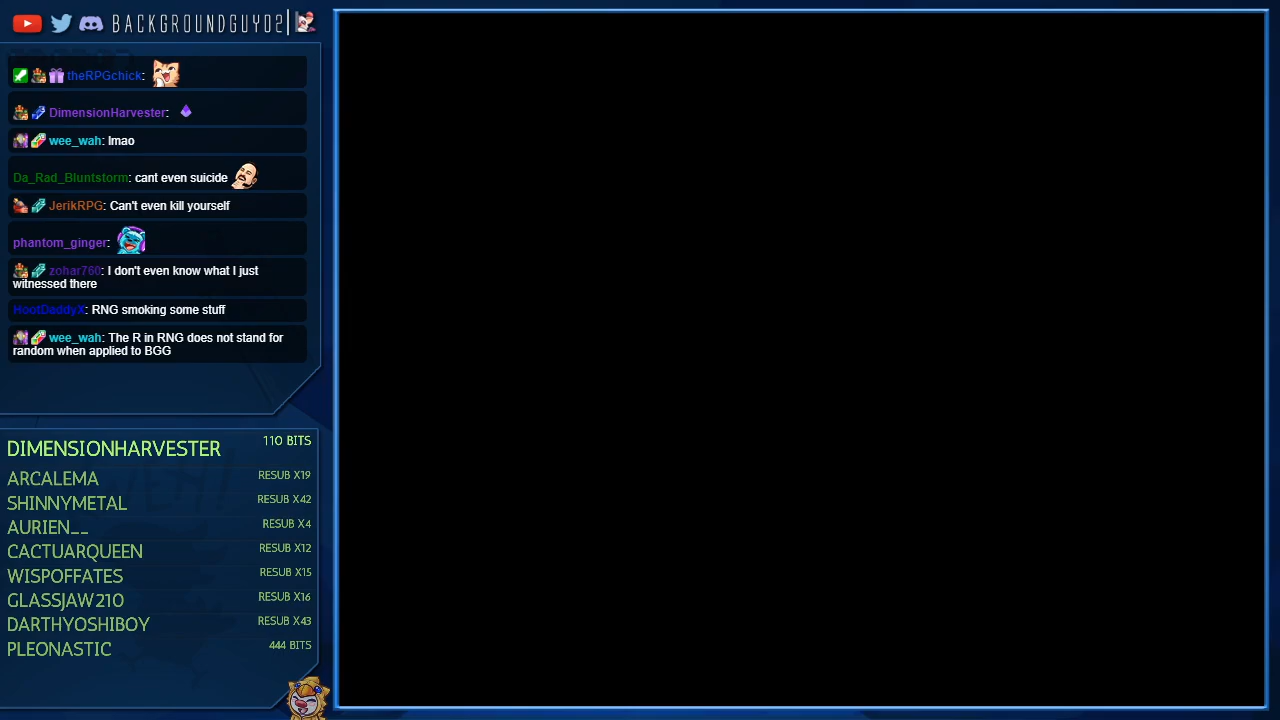 BACKGROUNDGUY02
theRPGchick:
DimensionHarvester:
wee_wah: lmao
Da_Rad_Bluntstorm: cant even suicide
JerikRPG: Can't even kill yourself
phantom_ginger:
zohar760: I don't even know what I just
witnessed there
HootDaddyX: RNG smoking some stuff
wee_wah: The R in RNG does not stand for
random when applied to BGG
DIMENSIONHARVESTER 110 BITS
ARCALEMA RESUB X19
SHINNYMETAL RESUB X42
AURIEN__ RESUB X4
CACTUARQUEEN RESUB X12
WISPOFFATES RESUB X15
GLASSJAW210 RESUB X16
DARTHYOSHIBOY RESUB X43
PLEONASTIC 444 BITS